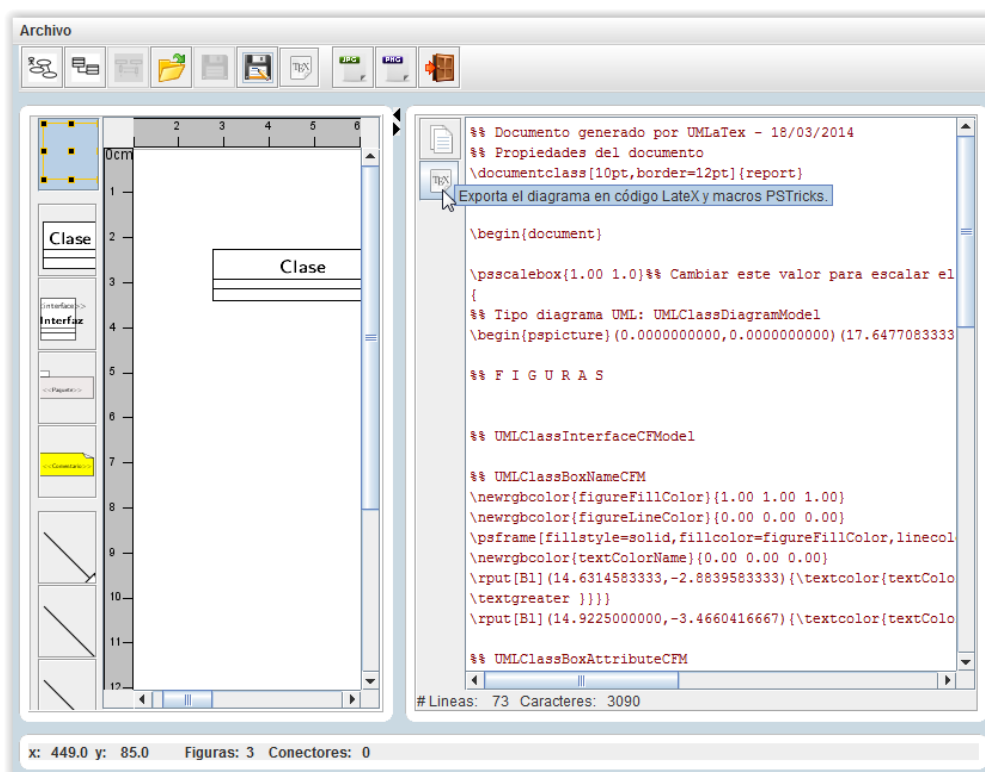 Archivo
TEX
JPG
PNG
2 3 4 5 6
0cm
1
2
3
4
5
6
7
8
9
10
11
12
Clase
interface>>
Interfaz
<<Paquete>>
<<Comentario>>
Clase
TEX
%% Documento generado por UMLaTex - 18/03/2014
%% Propiedades del documento
\documentclass[10pt,border=12pt]{report}
Exporta el diagrama en código LateX y macros PSTricks.
\begin{document}
\psscalebox{1.00 1.0}%% Cambiar este valor para escalar el
{
%% Tipo diagrama UML: UMLClassDiagramModel
\begin{pspicture}(0.0000000000,0.0000000000)(17.6477083333
%% F I G U R A S
%% UMLClassInterfaceCFModel
%% UMLClassBoxNameCFM
\newrgbcolor{figureFillColor}{1.00 1.00 1.00}
\newrgbcolor{figureLineColor}{0.00 0.00 0.00}
\psframe[fillstyle=solid,fillcolor=figureFillColor,linecol
\newrgbcolor{textColorName}{0.00 0.00 0.00}
\rput[Bl](14.6314583333,-2.8839583333){\textcolor{textColo
\textgreater }}}}
\rput[Bl](14.9225000000,-3.4660416667){\textcolor{textColo
%% UMLClassBoxAttributeCFM
# Lineas: 73 Caracteres: 3090
x: 449.0 y: 85.0 Figuras: 3 Conectores: 0